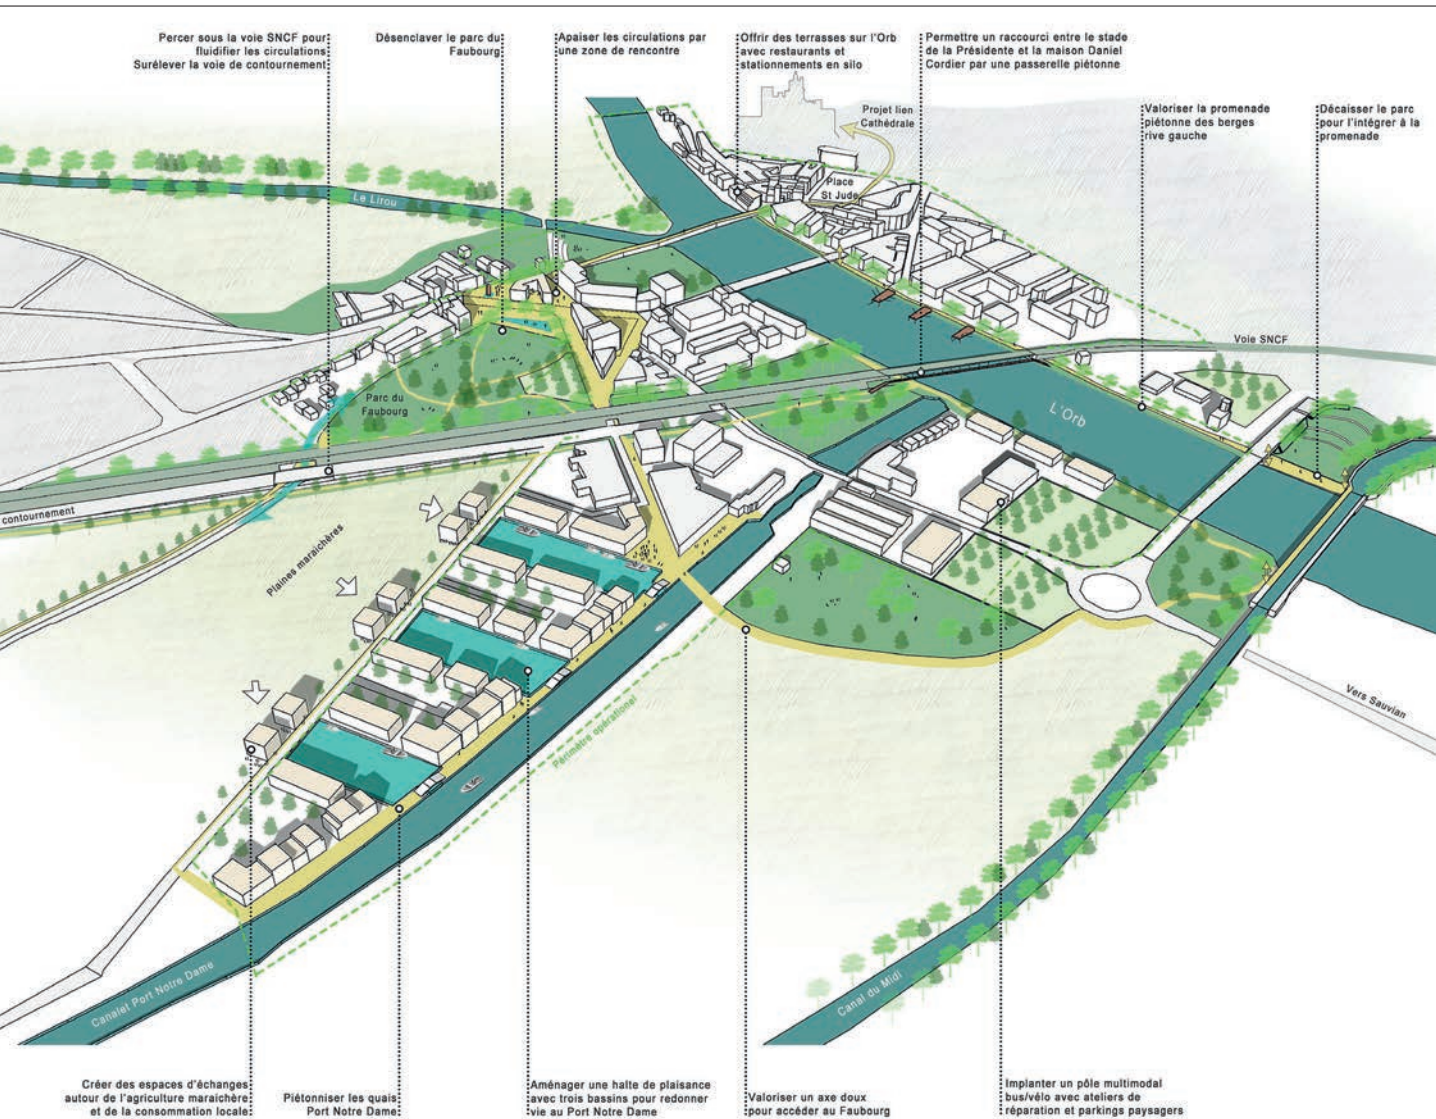 Percer sous la voie SNCF pour
fluidifier les circulations
Surélever la voie de contournement
Désenclaver le parc du
Faubourg
Apaiser les circulations par
une zone de rencontre
Offrir des terrasses sur l'Orb
avec restaurants et
stationnements en silo
Permettre un raccourci entre le stade
de la Présidente et la maison Daniel
Cordier par une passerelle piétonne
Valoriser la promenade
piétonne des berges
rive gauche
Décaisser le parc
pour l'intégrer à la
promenade
Projet lien
Cathédrale
Place
St Jude
Le Lirou
Voie SNCF
Parc du
Faubourg
L'Orb
contournement
Plaines maraichères
Périmètre opérationel
Vers Sauvian
Canalet Port Notre Dame
Canal du Midi
Créer des espaces d'échanges
autour de l'agriculture maraichère
et de la consommation locale
Piétonniser les quais
Port Notre Dame
Aménager une halte de plaisance
avec trois bassins pour redonner
vie au Port Notre Dame
Valoriser un axe doux
pour accéder au Faubourg
Implanter un pôle multimodal
bus/vélo avec ateliers de
réparation et parkings paysagers